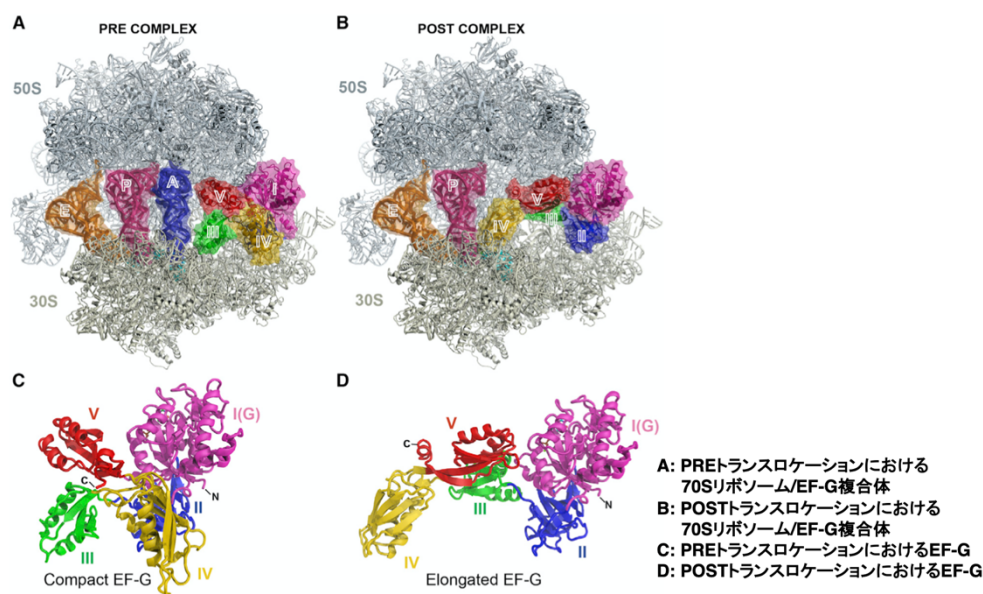 A
PRE COMPLEX
50S
E
P
A
V
I
III
IV
30S
B
POST COMPLEX
50S
E
P
IV
V
III
I
II
30S
C
V
I(G)
C
N
II
III
IV
Compact EF-G
D
V
I(G)
C
N
III
IV
II
Elongated EF-G
A: PREトランスロケーションにおける
70Sリボソーム/EF-G複合体
B: POSTトランスロケーションにおける
70Sリボソーム/EF-G複合体
C: PREトランスロケーションにおけるEF-G
D: POSTトランスロケーションにおけるEF-G